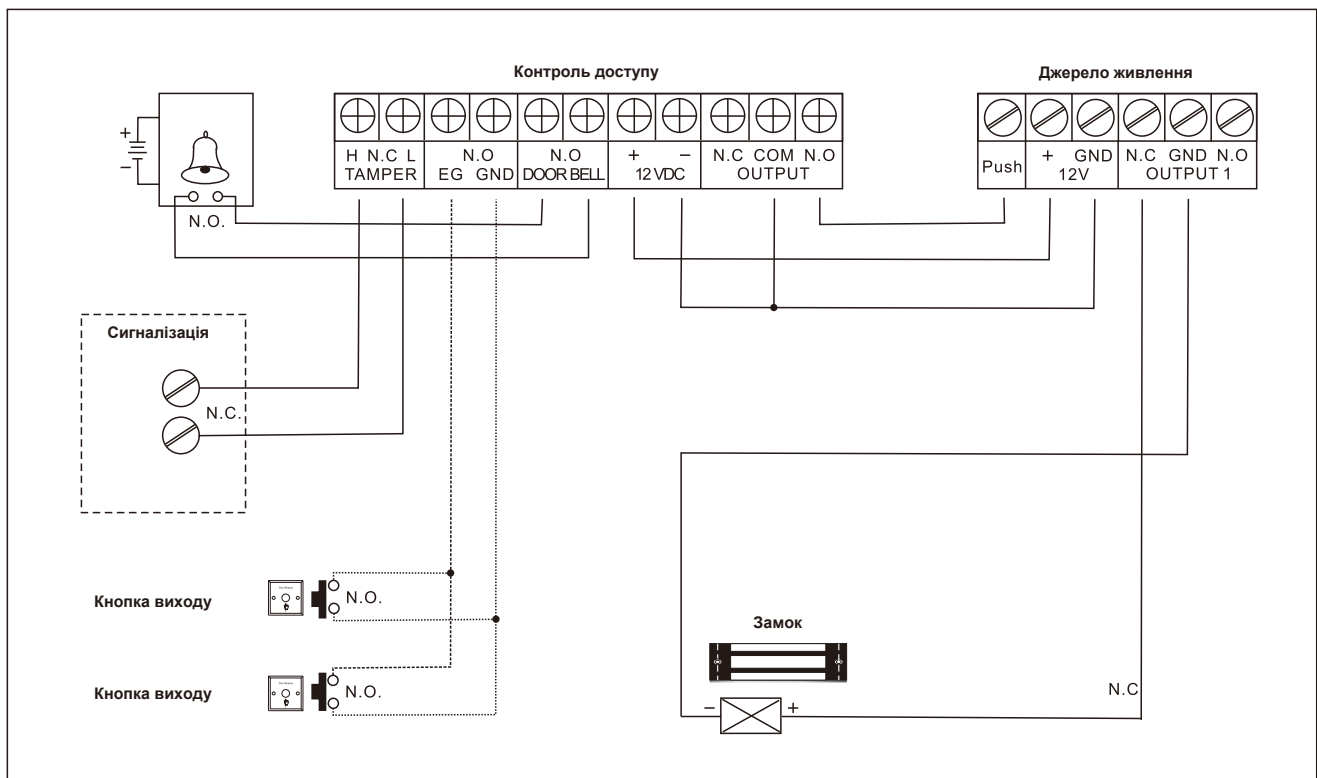 Контроль доступу
Джерело живлення
H N.C L
TAMPER
N.O
EG GND
N.O
DOOR BELL
+ −
12 VDC
N.C COM N.O
OUTPUT
Push
+ GND
12V
N.C GND N.O
OUTPUT 1
+
−
N.O.
Сигналізація
N.C.
Кнопка виходу
N.O.
Кнопка виходу
N.O.
Замок
− +
N.C